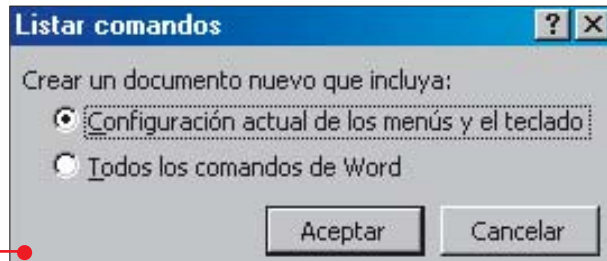 Listar comandos
Crear un documento nuevo que incluya:
Configuración actual de los menús y el teclado
Todos los comandos de Word
Aceptar Cancelar